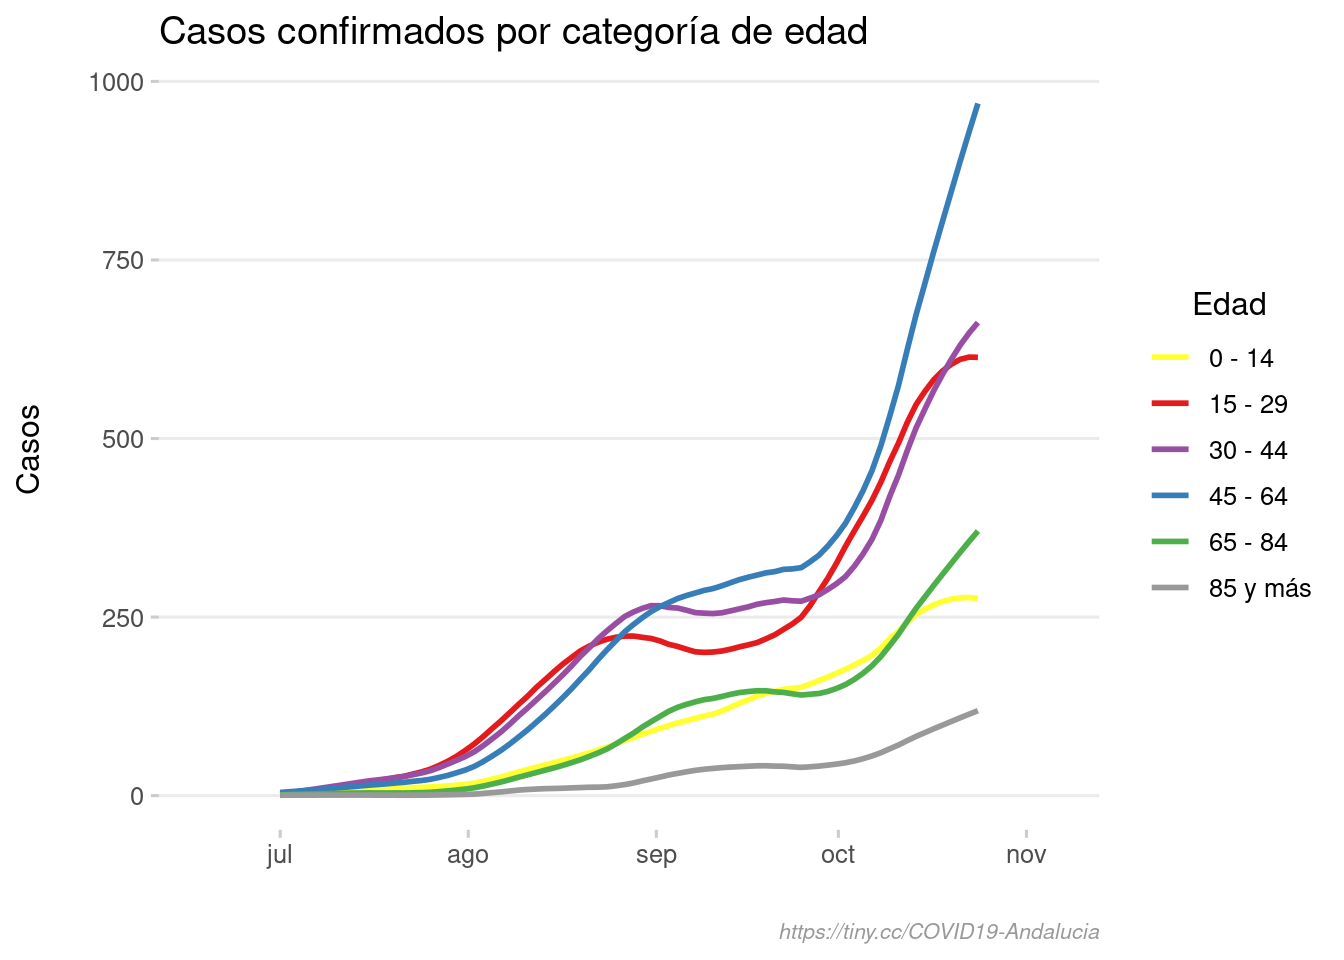 Casos confirmados por categoría de edad
1000
750
500
250
0
Casos
jul
ago
sep
oct
nov
Edad
0 - 14
15 - 29
30 - 44
45 - 64
65 - 84
85 y más
https://tiny.cc/COVID19-Andalucia